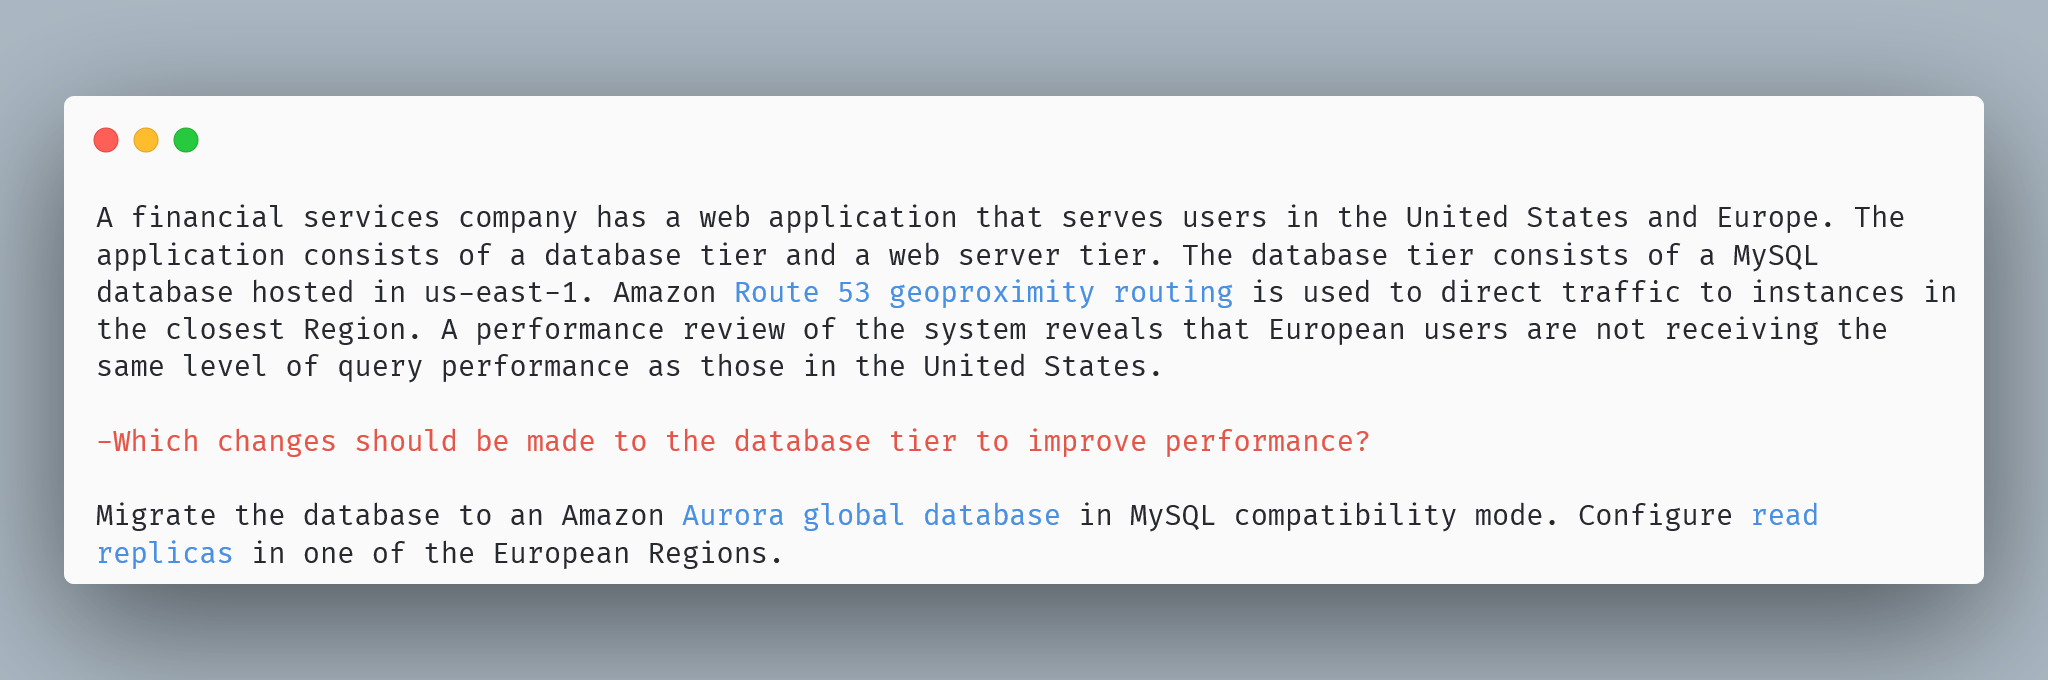 A financial services company has a web application that serves users in the United States and Europe. The
application consists of a database tier and a web server tier. The database tier consists of a MySQL
database hosted in us-east-1. Amazon Route 53 geoproximity routing is used to direct traffic to instances in
the closest Region. A performance review of the system reveals that European users are not receiving the
same level of query performance as those in the United States.
-Which changes should be made to the database tier to improve performance?
Migrate the database to an Amazon Aurora global database in MySQL compatibility mode. Configure read
replicas in one of the European Regions.